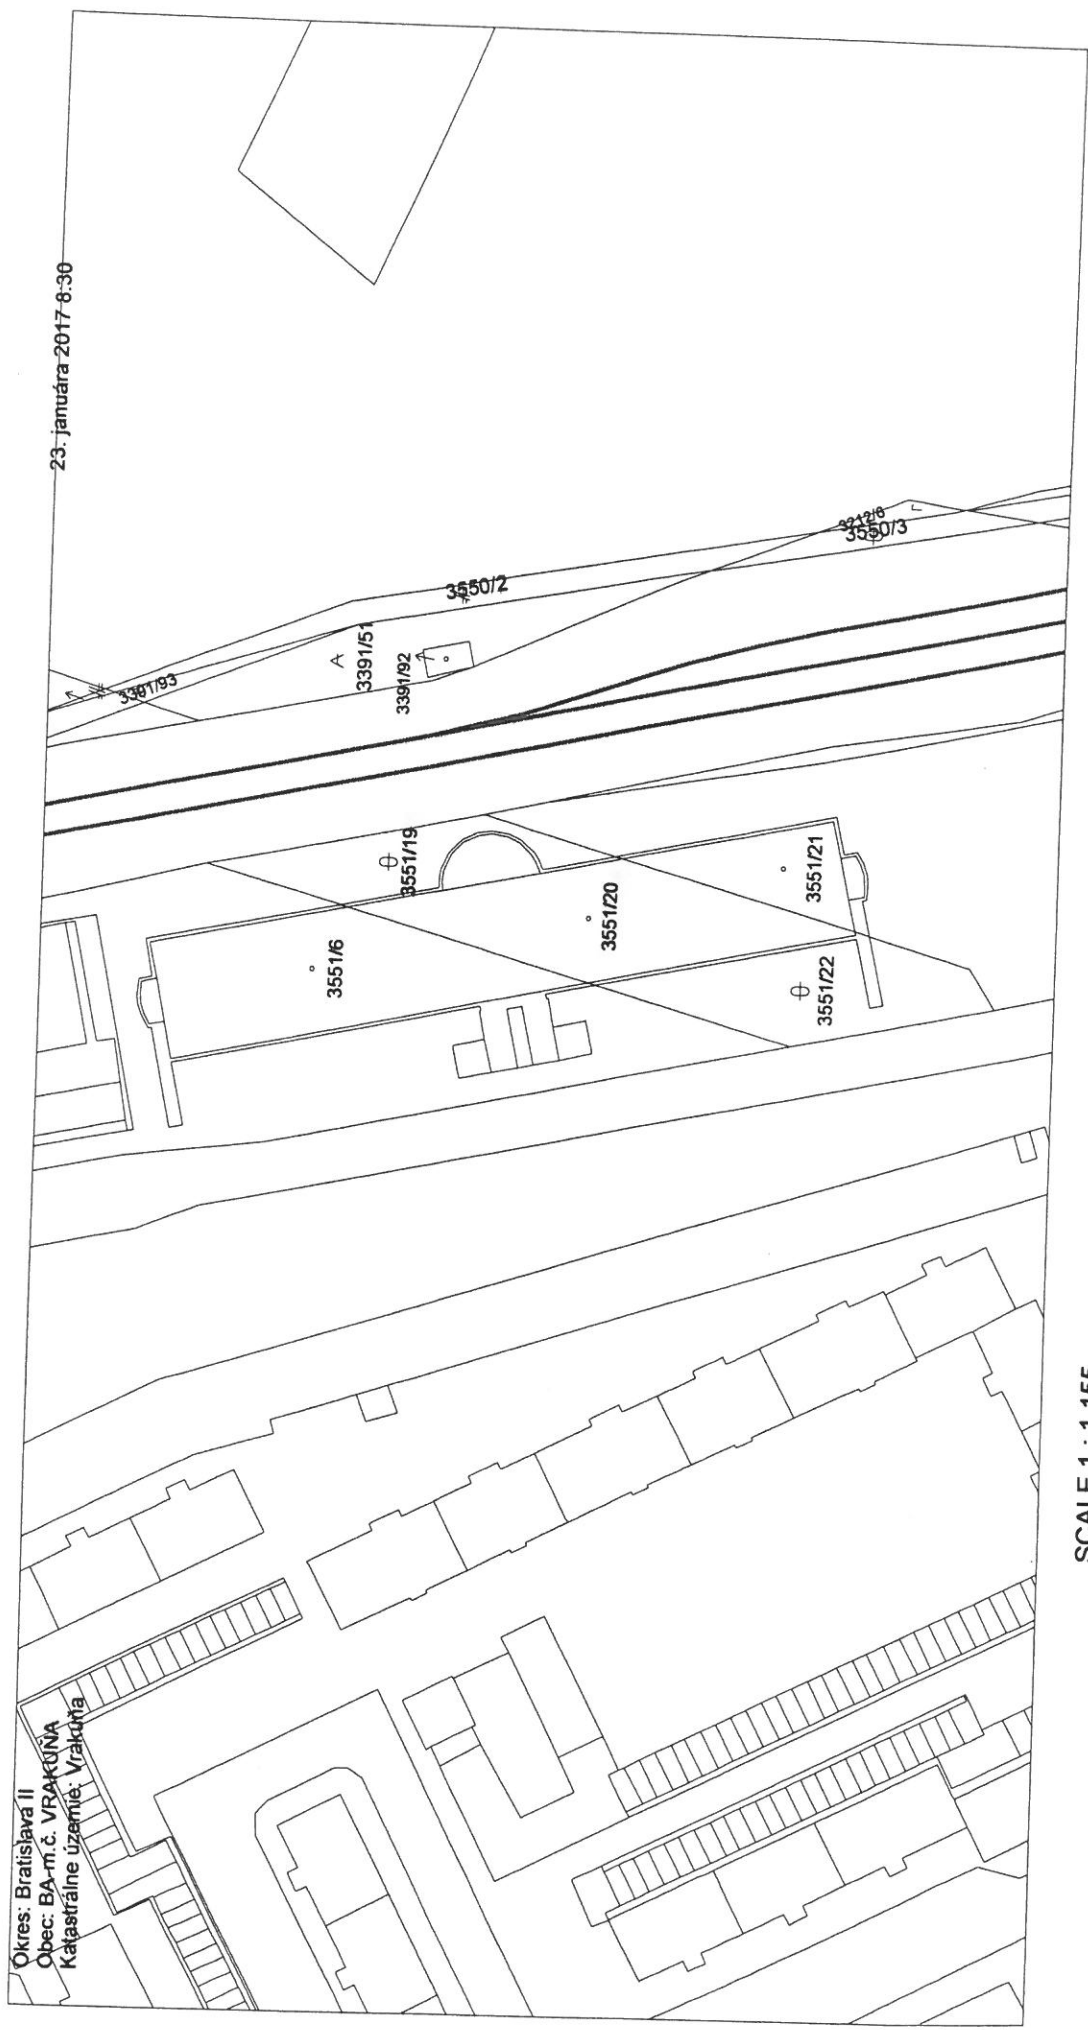 Okres: Bratislava II
Obec: BA-m.č. VRAKUŇA
Katastrálne územie: Vrakuňa
23. januára 2017 8:30
3391/93
3391/51
3391/92
3550/2
3212/6
3550/3
3551/6
3551/19
3551/20
3551/21
3551/22
SCALE 1 : 1 155